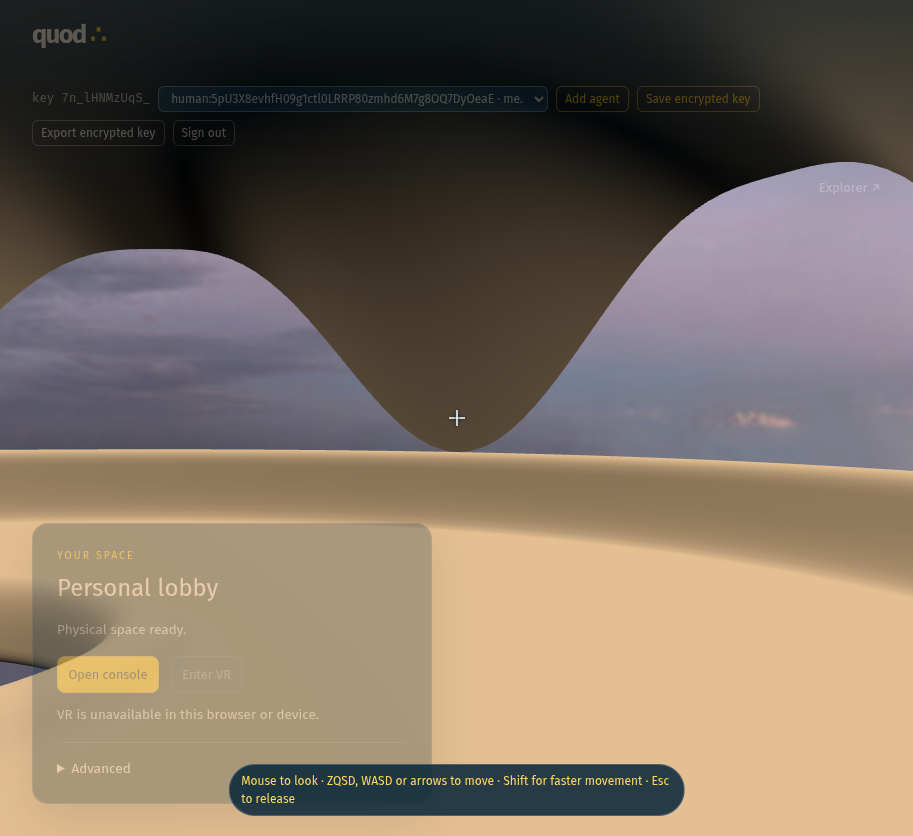 quod
key 7n_lHNMzUqS_ human:5pU3X8evhfH09g1ctl0LRRP80zmhd6M7g8OQ7DyOeaE · me. Add agent Save encrypted key
Export encrypted key Sign out
Explorer ↗
YOUR SPACE
Personal lobby
Physical space ready.
Open console Enter VR
VR is unavailable in this browser or device.
▶ Advanced
Mouse to look · ZQSD, WASD or arrows to move · Shift for faster movement · Esc
to release